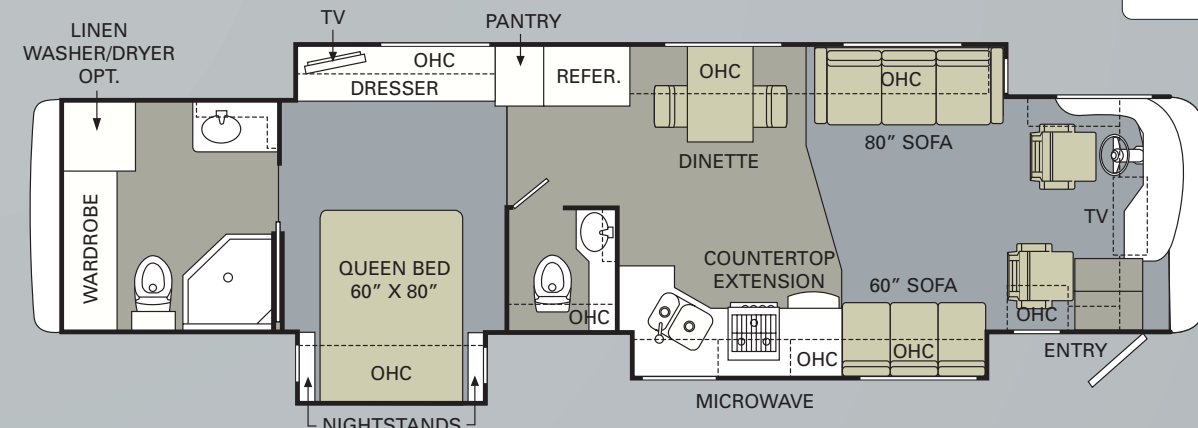 LINEN
WASHER/DRYER
OPT.
TV
PANTRY
OHC
DRESSER
REFER.
OHC
DINETTE
OHC
80” SOFA
WARDROBE
QUEEN BED
60” X 80”
OHC
NIGHTSTANDS
OHC
COUNTERTOP
EXTENSION
OHC
MICROWAVE
60” SOFA
OHC
TV
OHC
ENTRY